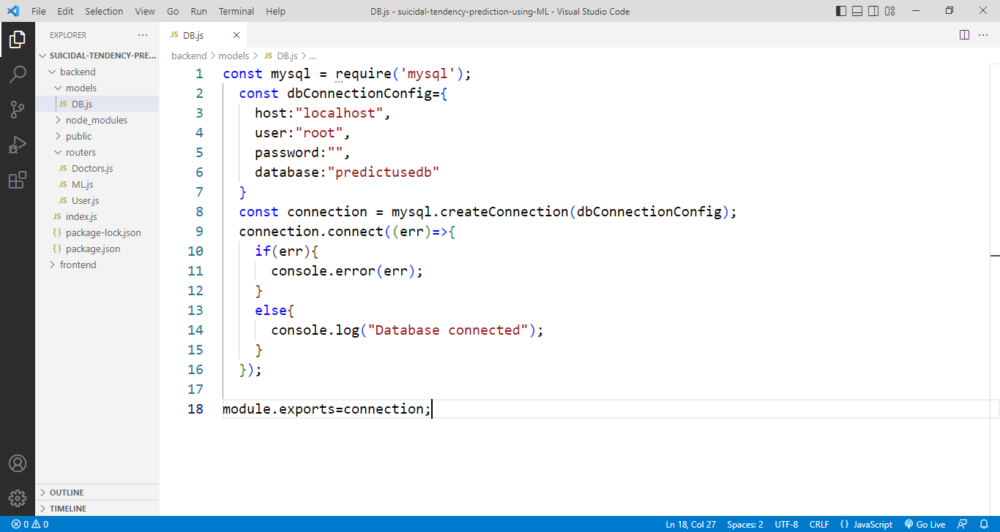 File Edit Selection View Go Run Terminal Help DB.js - suicidal-tendency-prediction-using-ML - Visual Studio Code
EXPLORER ···
SUICIDAL-TENDENCY-PRE...
backend
models
JS DB.js
node_modules
public
routers
JS Doctors.js
JS ML.js
JS User.js
JS index.js
{} package-lock.json
{} package.json
frontend
OUTLINE
TIMELINE
JS DB.js
backend > models > JS DB.js > ...
1 const mysql = require('mysql');
2 const dbConnectionConfig={
3 host:"localhost",
4 user:"root",
5 password:"",
6 database:"predictusedb"
7 }
8 const connection = mysql.createConnection(dbConnectionConfig);
9 connection.connect((err)=>{
10 if(err){
11 console.error(err);
12 }
13 else{
14 console.log("Database connected");
15 }
16 });
17
18 module.exports=connection;
0 0 Ln 18, Col 27 Spaces: 2 UTF-8 CRLF {} JavaScript Go Live